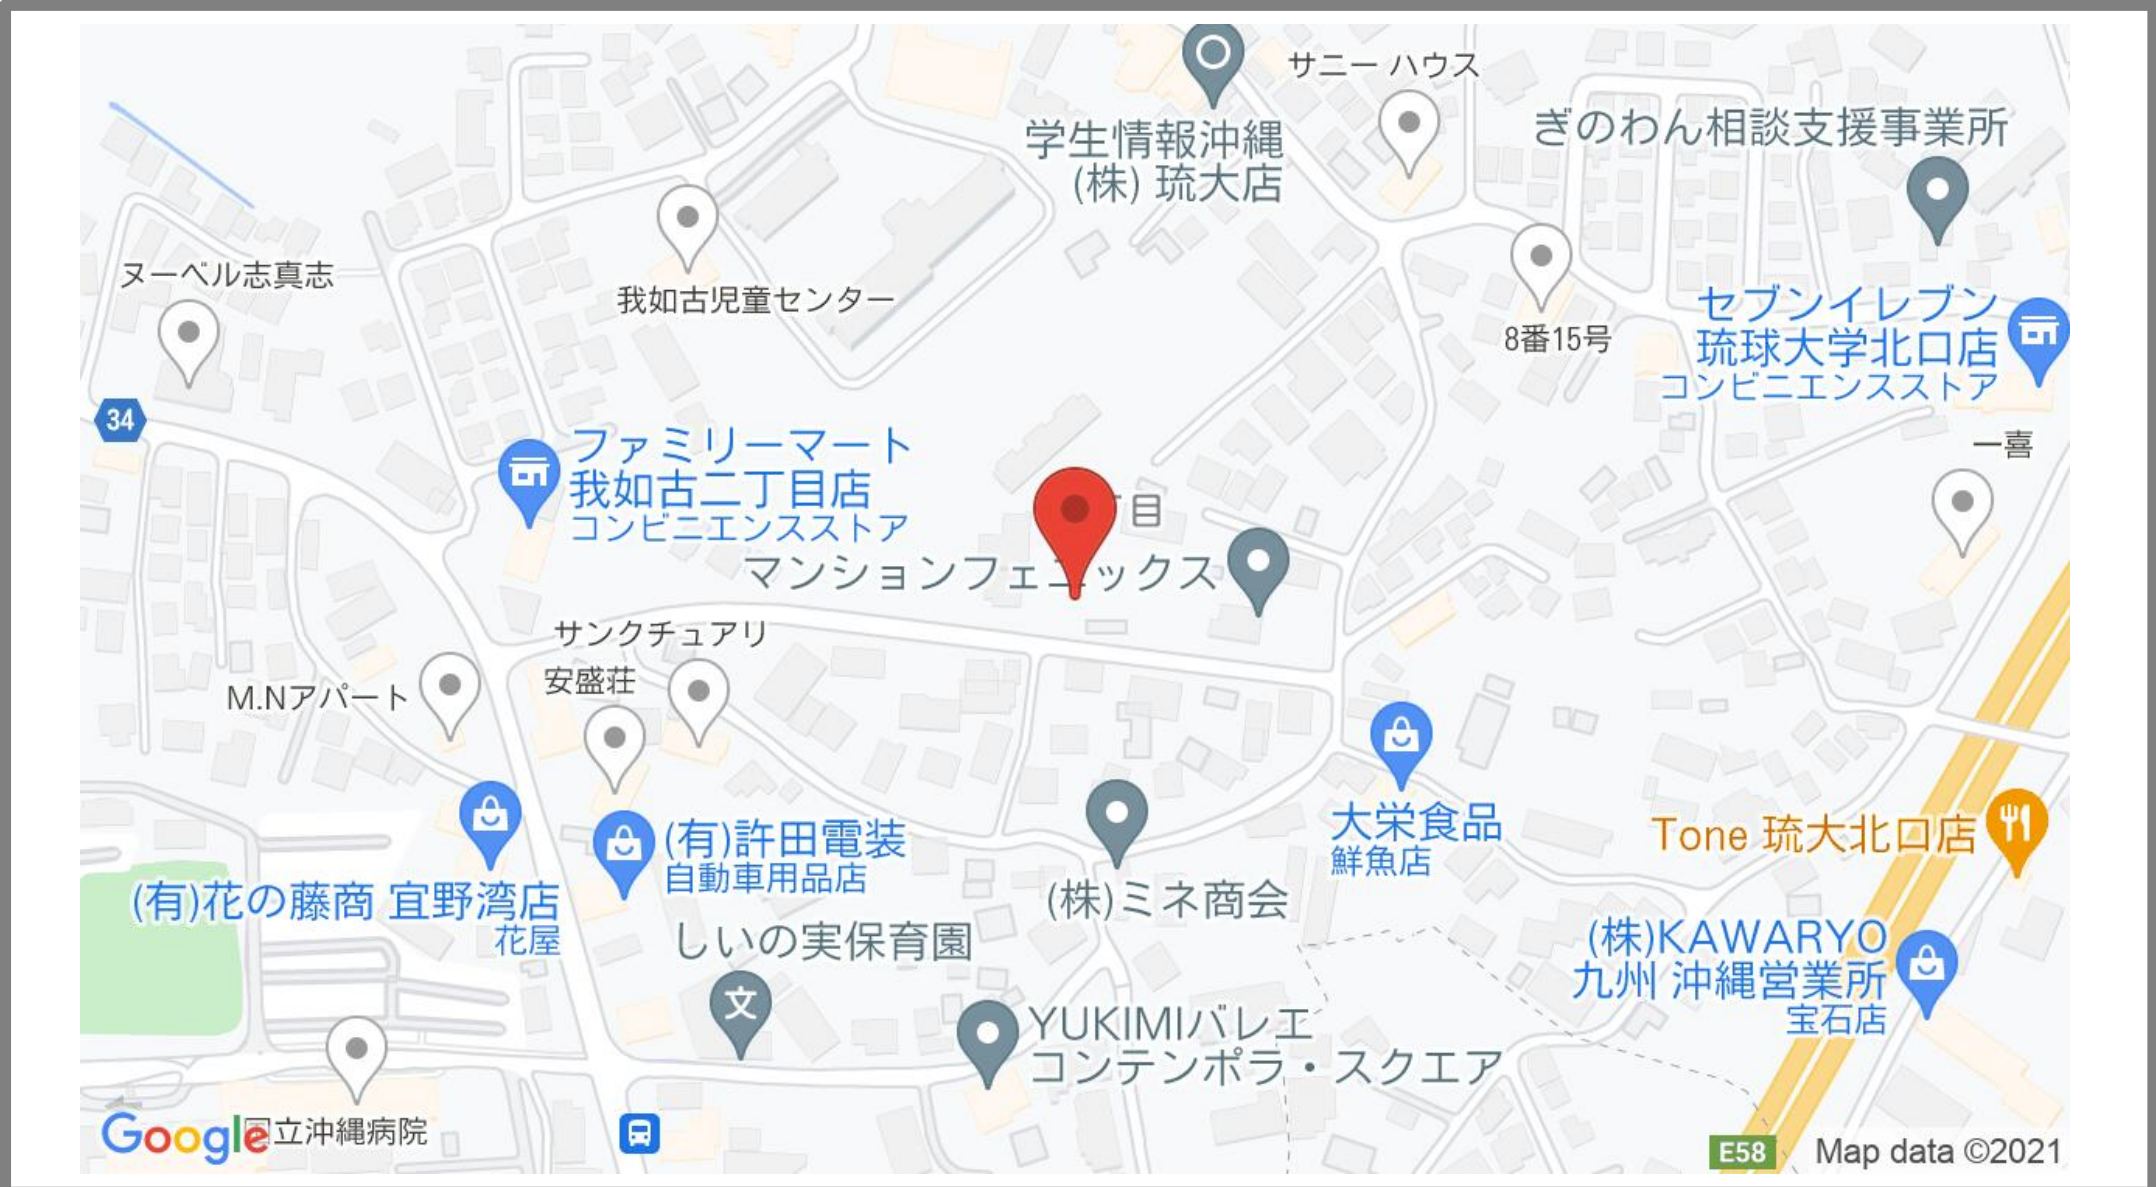 サニー ハウス
学生情報沖縄
(株) 琉大店
ぎのわん相談支援事業所
ヌーベル志真志
我如古児童センター
8番15号
セブンイレブン
琉球大学北口店
コンビニエンスストア
34
ファミリーマート
我如古二丁目店
コンビニエンスストア
一喜
目
マンションフェニックス
サンクチュアリ
安盛荘
M.Nアパート
大栄食品
鮮魚店
(有)許田電装
自動車用品店
Tone 琉大北口店
(有)花の藤商 宜野湾店
花屋
(株)ミネ商会
しいの実保育園
文
(株)KAWARYO
九州 沖縄営業所
宝石店
YUKIMIバレエ
コンテンポラ・スクエア
Google
立沖縄病院
E58
Map data ©2021